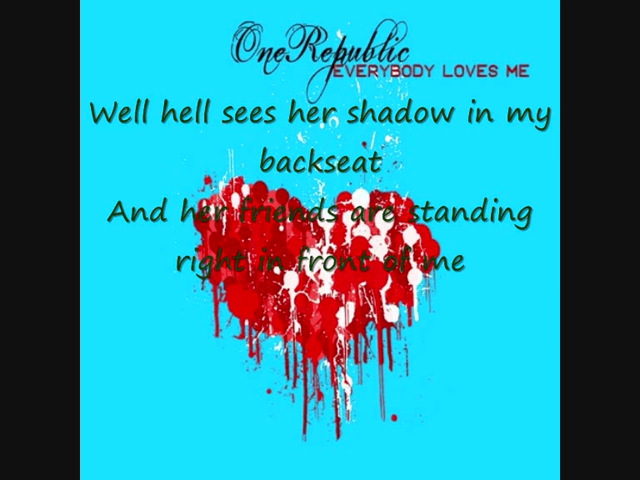 OneRepublic
EVERYBODY LOVES ME
Well hell sees her shadow in my
backseat
And her friends are standing
right in front of me